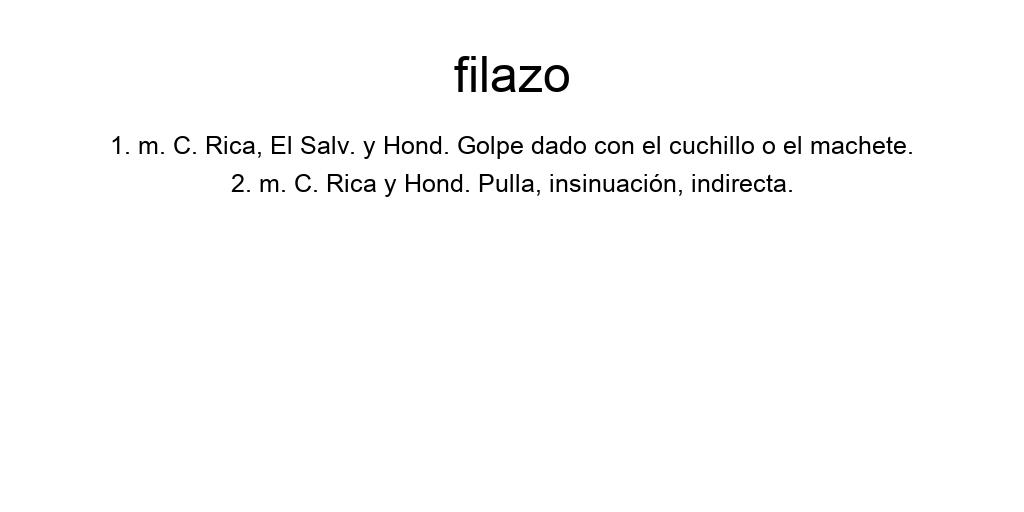 filazo
1. m. C. Rica, El Salv. y Hond. Golpe dado con el cuchillo o el machete.
2. m. C. Rica y Hond. Pulla, insinuación, indirecta.